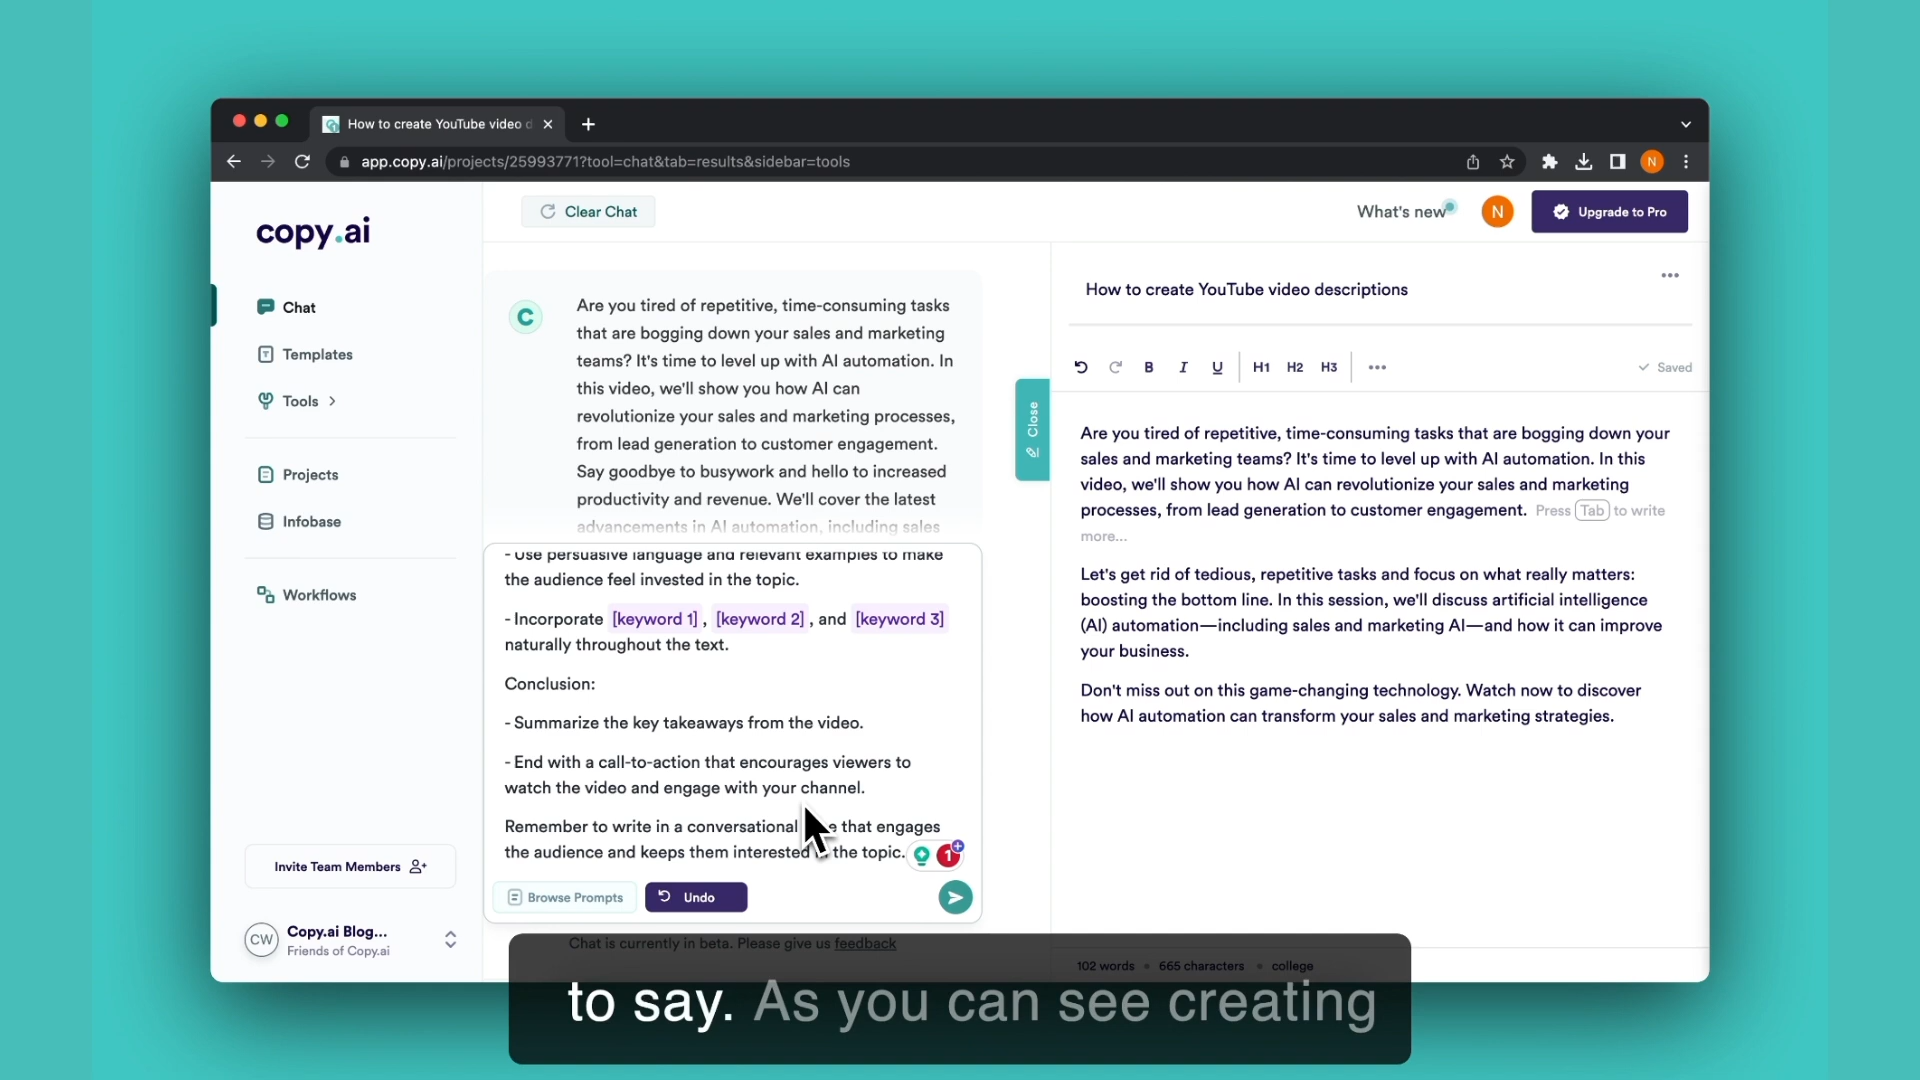 How to create YouTube video d
app.copy.ai/projects/25993771?tool=chat&tab=results&sidebar=tools
N
copy.ai
Clear Chat
What's new
N
Upgrade to Pro
Chat
Templates
Tools
Projects
Infobase
Workflows
Invite Team Members
CW
Copy.ai Blog...
Friends of Copy.ai
C
Are you tired of repetitive, time-consuming tasks
that are bogging down your sales and marketing
teams? It's time to level up with AI automation. In
this video, we'll show you how AI can
revolutionize your sales and marketing processes,
from lead generation to customer engagement.
Say goodbye to busywork and hello to increased
productivity and revenue. We'll cover the latest
advancements in AI automation, including sales
- Use persuasive language and relevant examples to make
the audience feel invested in the topic.
- Incorporate [keyword 1], [keyword 2], and [keyword 3]
naturally throughout the text.
Conclusion:
- Summarize the key takeaways from the video.
- End with a call-to-action that encourages viewers to
watch the video and engage with your channel.
Remember to write in a conversational that engages
the audience and keeps them interested the topic.
1
Browse Prompts
Undo
Chat is currently in beta. Please give us feedback
Close
How to create YouTube video descriptions
B I U H1 H2 H3
Saved
Are you tired of repetitive, time-consuming tasks that are bogging down your
sales and marketing teams? It's time to level up with AI automation. In this
video, we'll show you how AI can revolutionize your sales and marketing
processes, from lead generation to customer engagement. Press Tab to write
more...
Let's get rid of tedious, repetitive tasks and focus on what really matters:
boosting the bottom line. In this session, we'll discuss artificial intelligence
(AI) automation—including sales and marketing AI—and how it can improve
your business.
Don't miss out on this game-changing technology. Watch now to discover
how AI automation can transform your sales and marketing strategies.
102 words 665 characters college
to say. As you can see creating